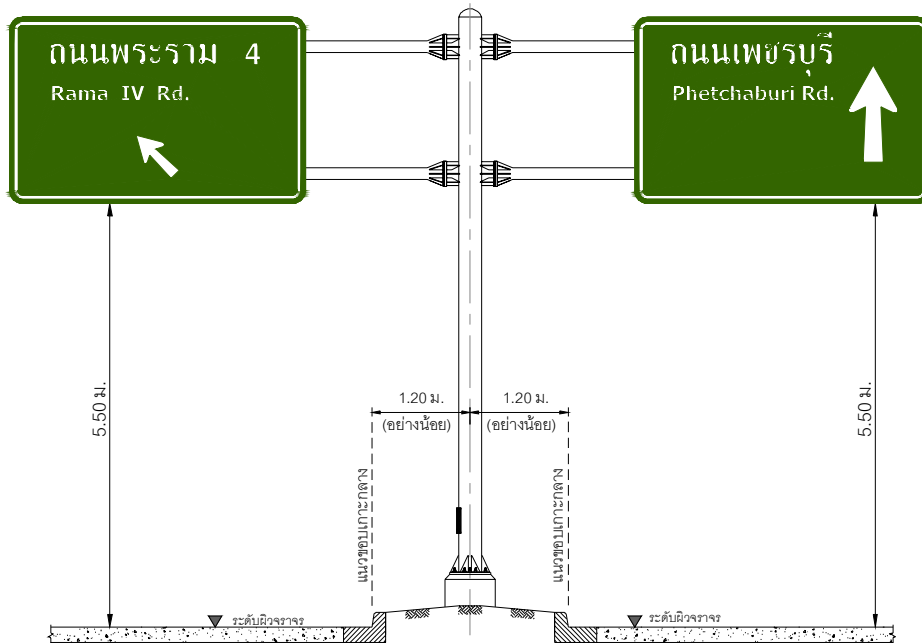 ถนนพระราม 4
Rama IV Rd.
ถนนเพชรบุรี
Phetchaburi Rd.
5.50 ม.
1.20 ม.
(อย่างน้อย)
1.20 ม.
(อย่างน้อย)
5.50 ม.
แนวขอบเกาะกลาง
แนวขอบเกาะกลาง
ระดับผิวจราจร
ระดับผิวจราจร